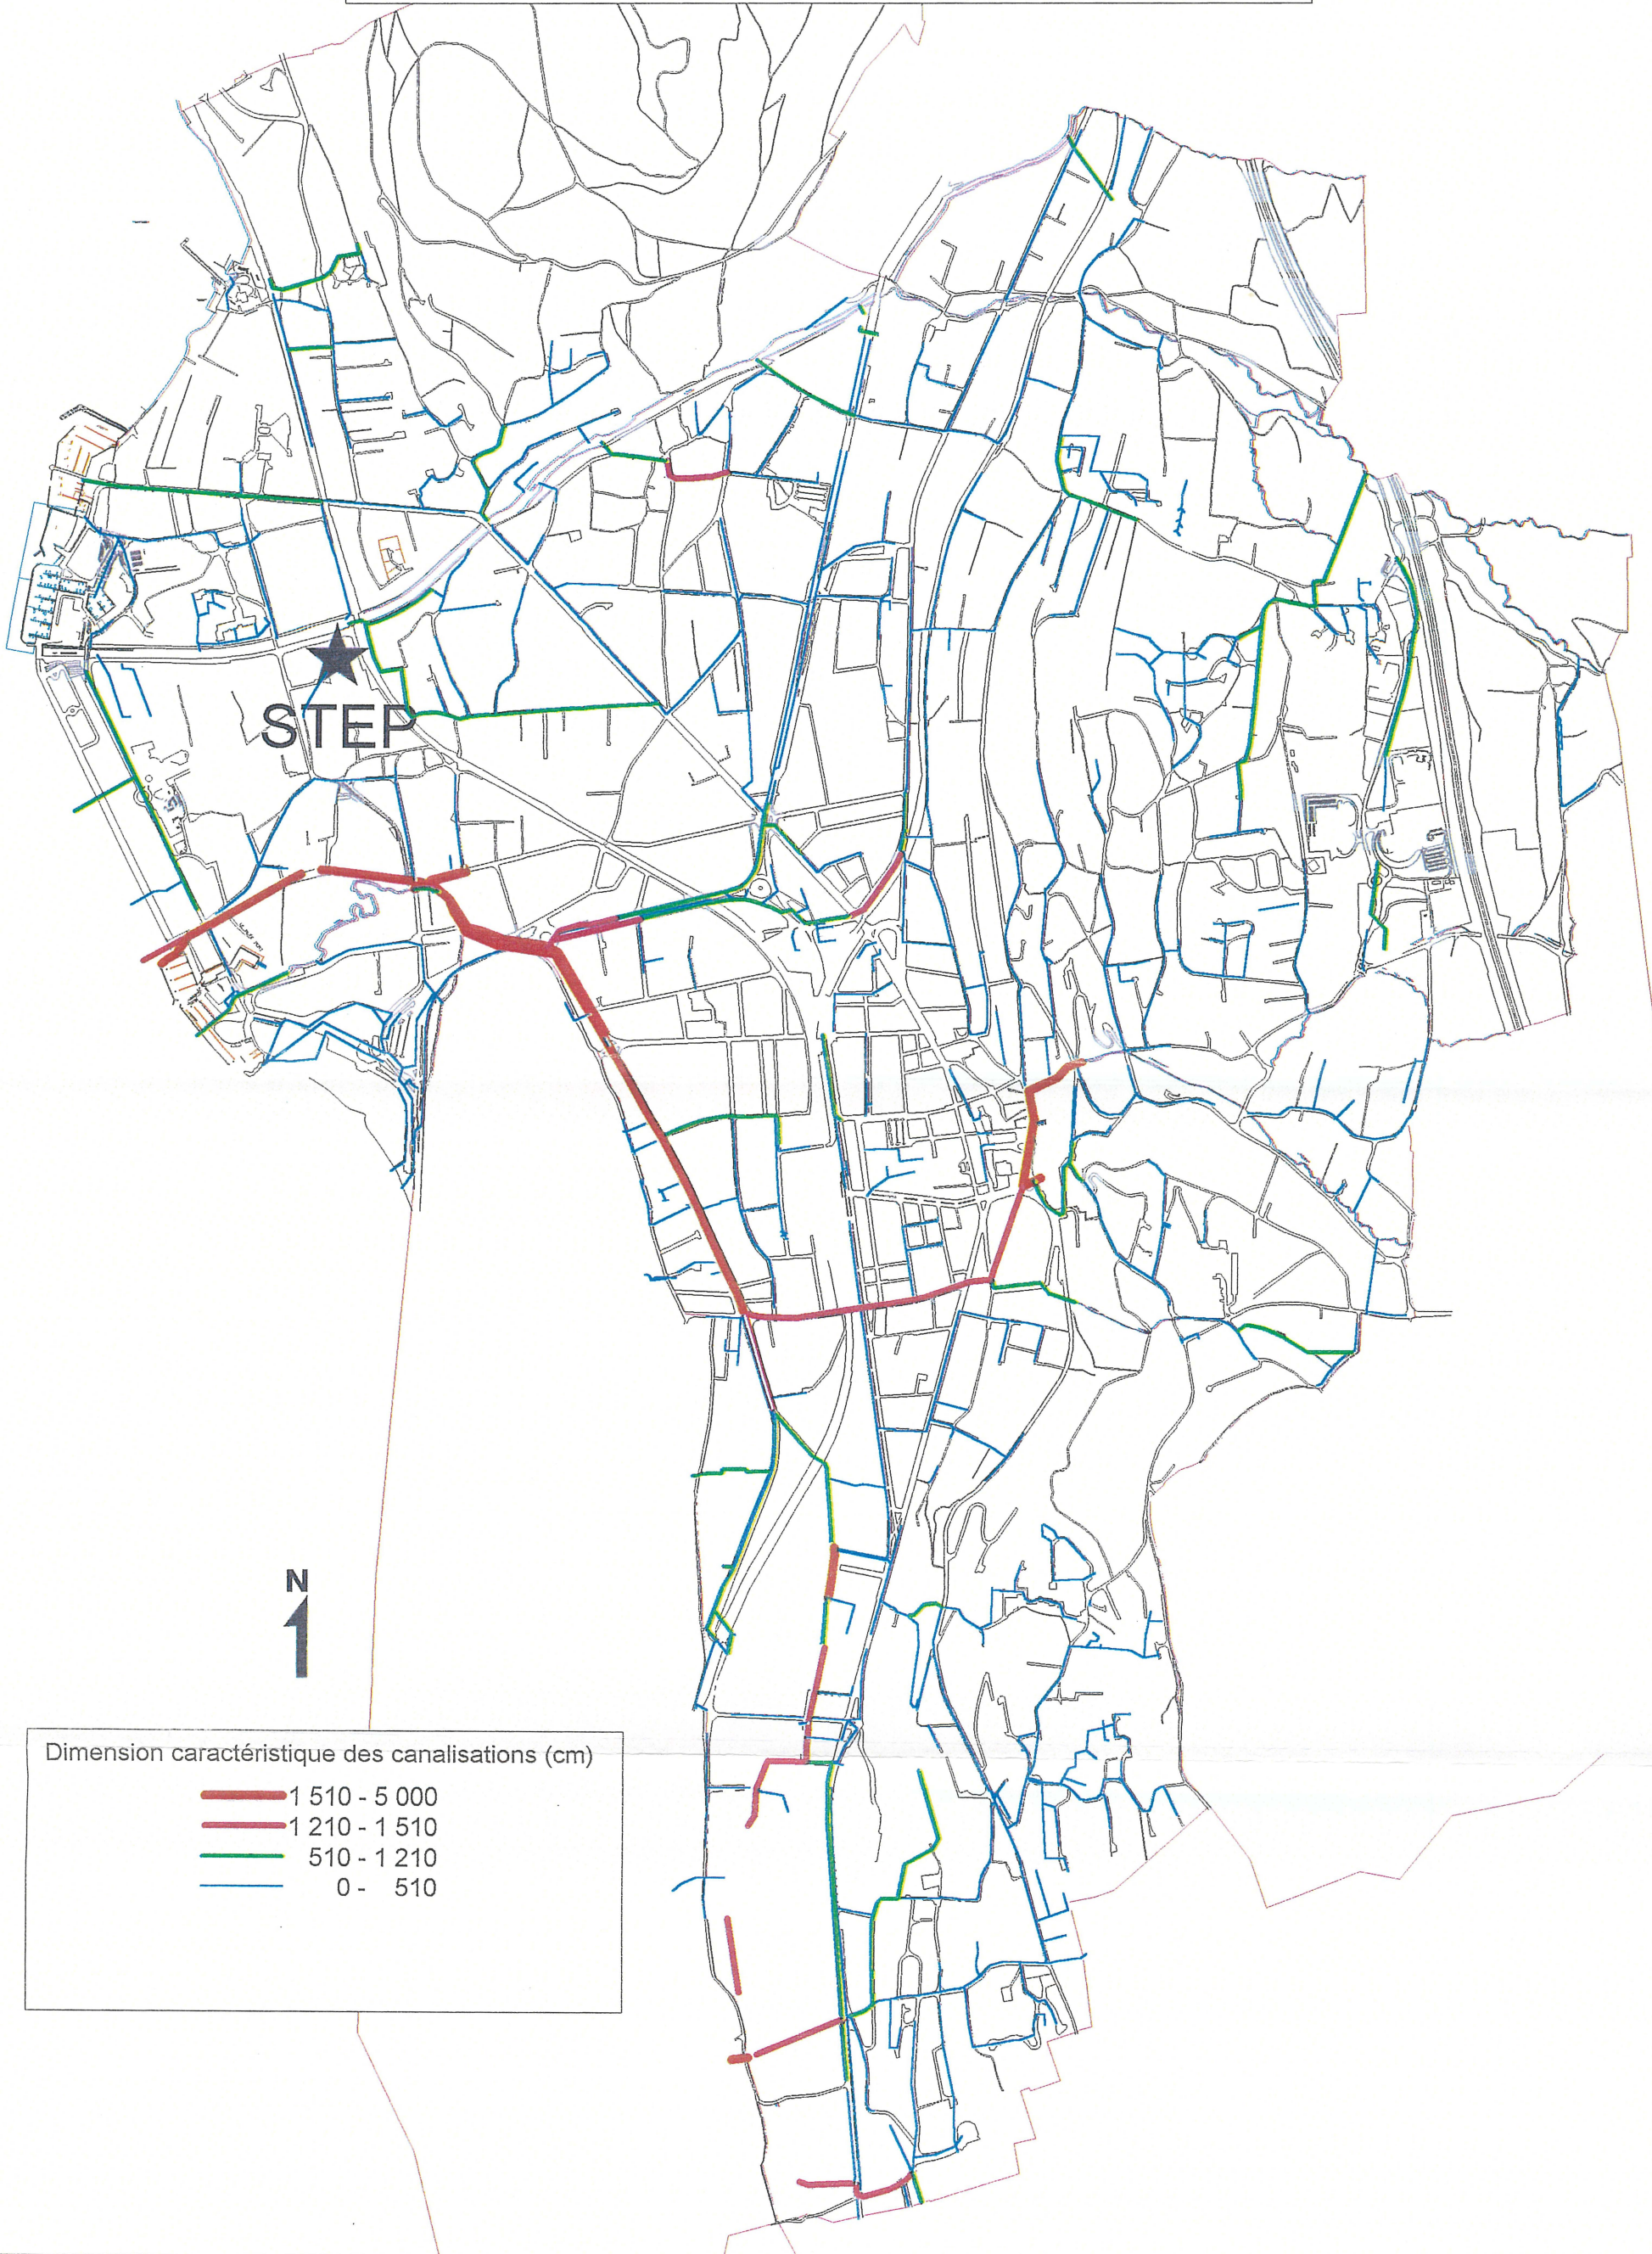 STEP
N
Dimension caractéristique des canalisations (cm)
1 510 - 5 000
1 210 - 1 510
510 - 1 210
0 - 510